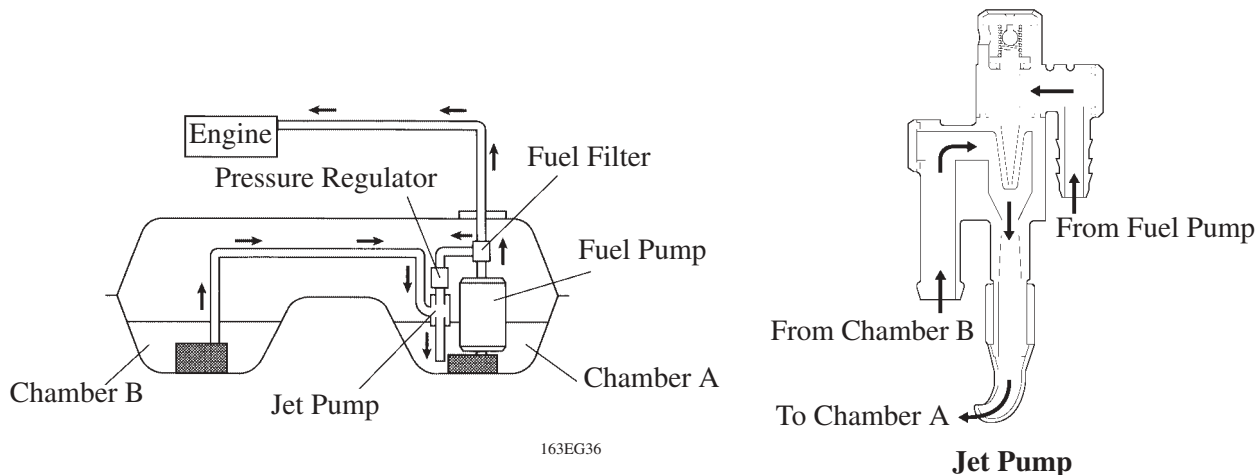 Engine
Fuel Filter
Pressure Regulator
Fuel Pump
Chamber B
Jet Pump
Chamber A
163EG36
From Fuel Pump
From Chamber B
To Chamber A
Jet Pump